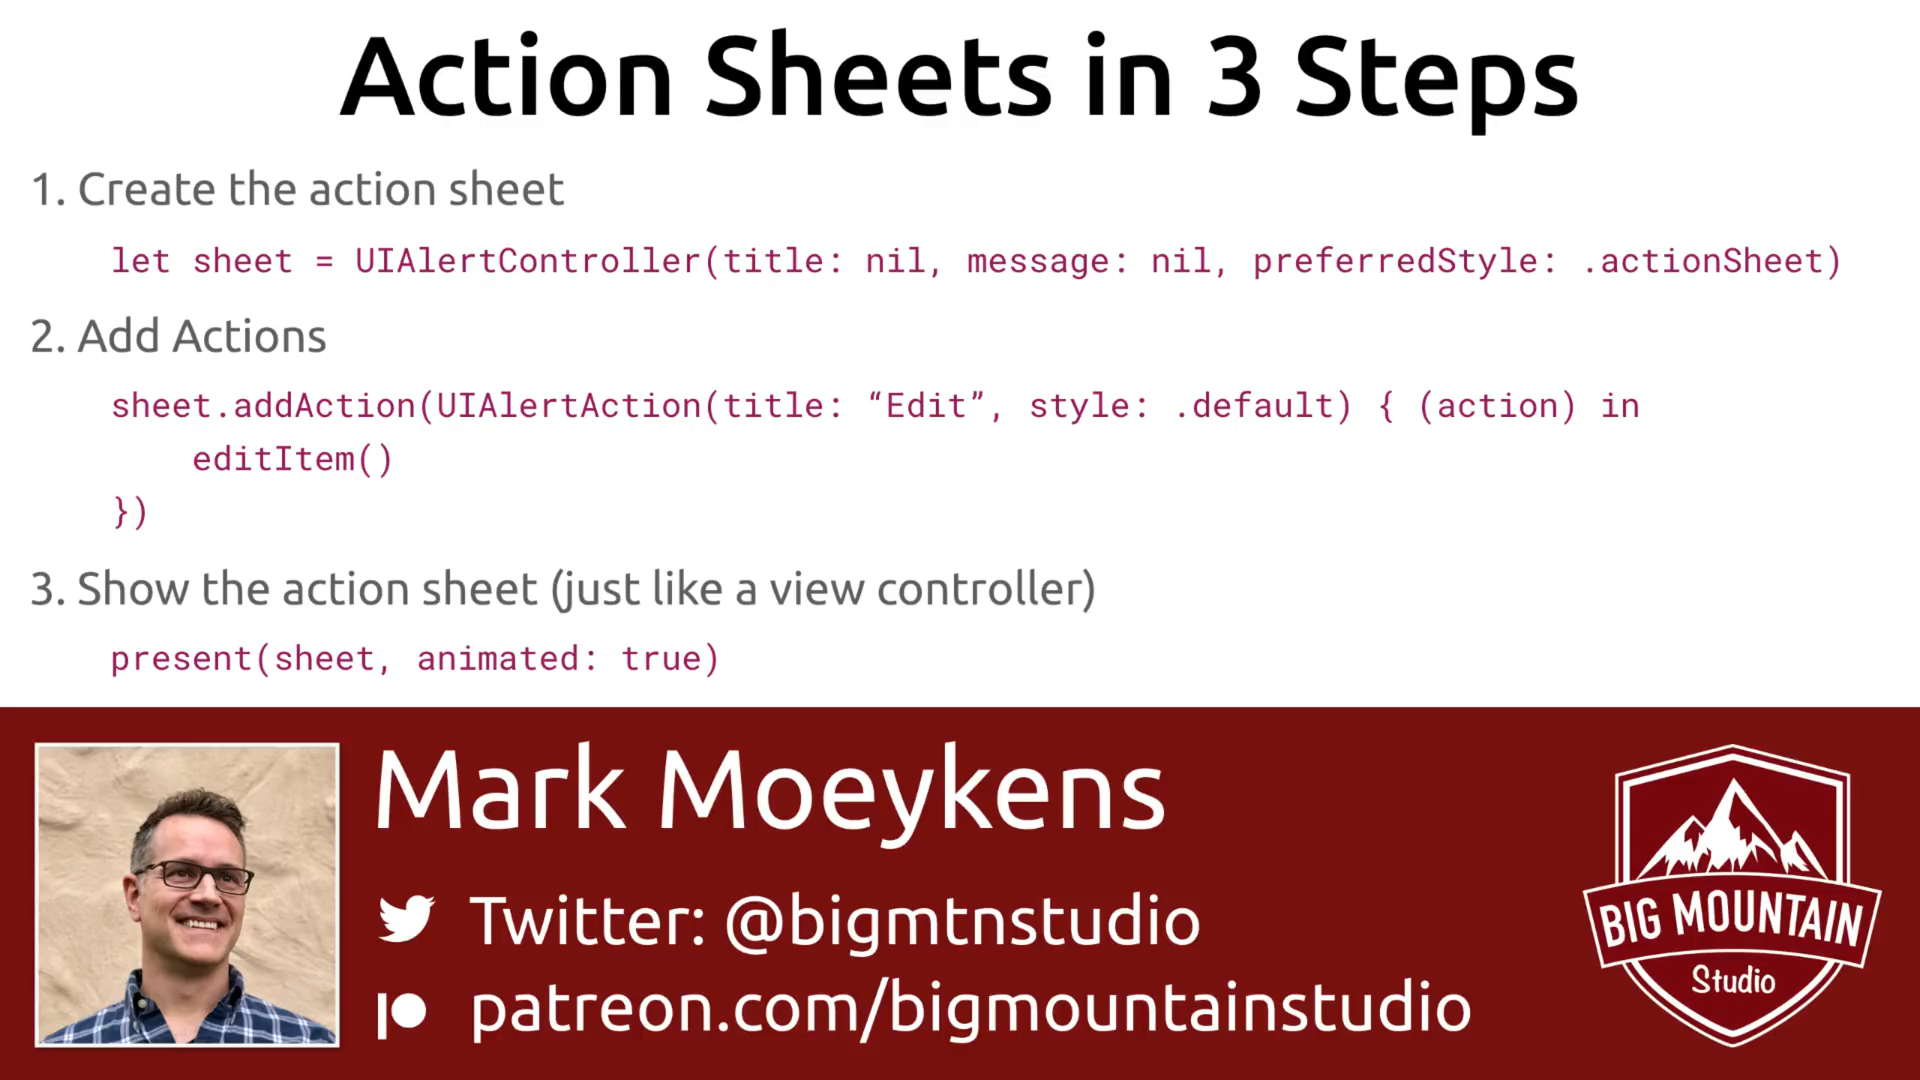 Action Sheets in 3 Steps
1. Create the action sheet
let sheet = UIAlertController(title: nil, message: nil, preferredStyle: .actionSheet)
2. Add Actions
sheet.addAction(UIAlertAction(title: “Edit”, style: .default) { (action) in
    editItem()
})
3. Show the action sheet (just like a view controller)
present(sheet, animated: true)
Mark Moeykens
Twitter: @bigmtnstudio
patreon.com/bigmountainstudio
BIG MOUNTAIN
Studio